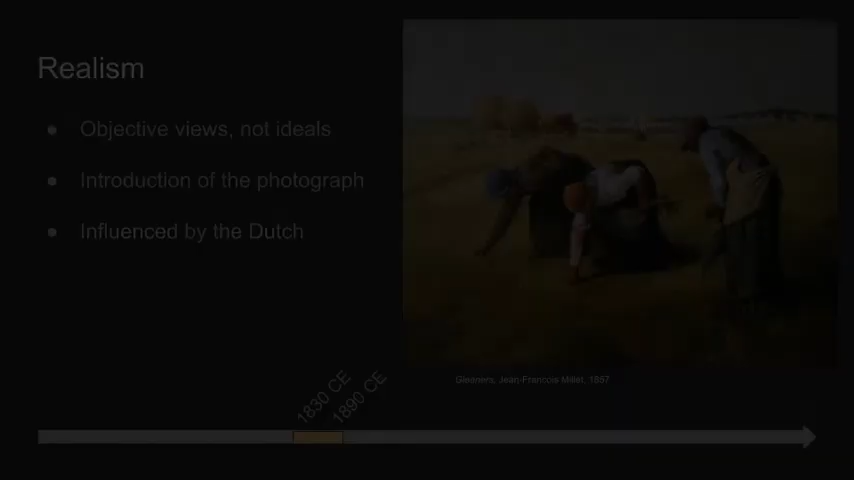 Realism
● Objective views, not ideals
● Introduction of the photograph
● Influenced by the Dutch
Gleaners, Jean-Francois Millet, 1857
1830 CE
1890 CE